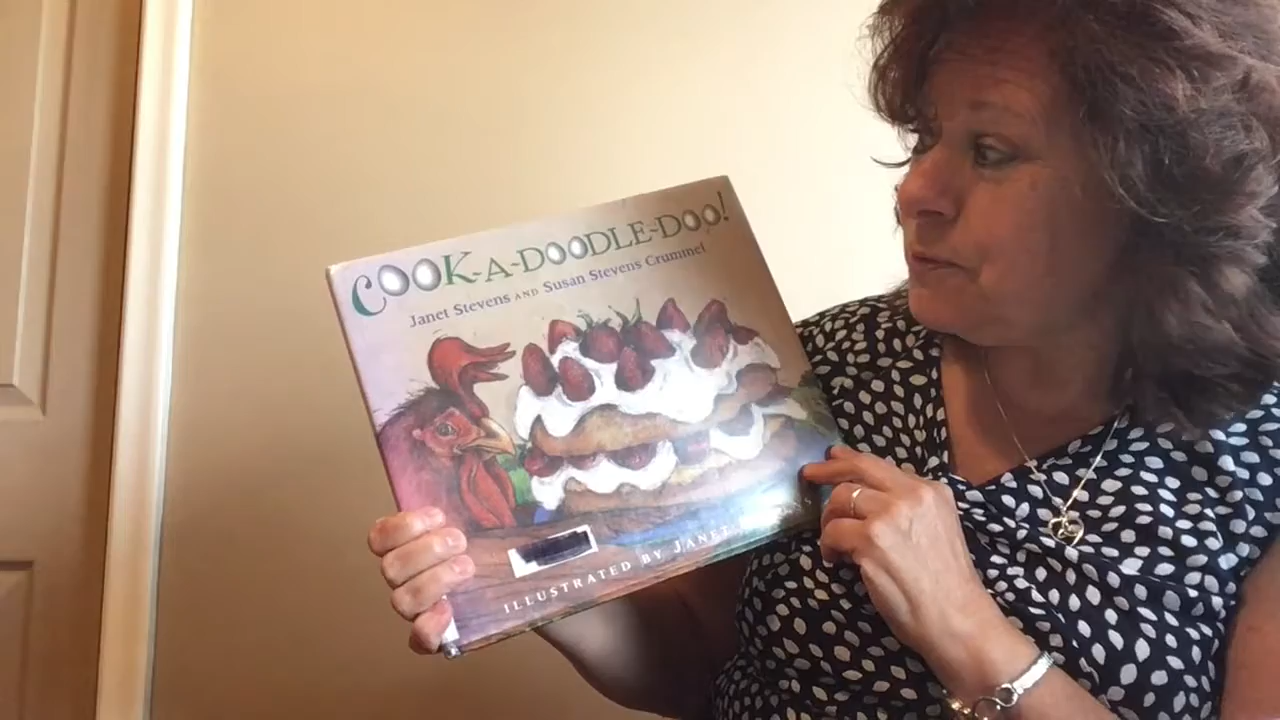 COOK-A-DOODLE-DOO!
Janet Stevens AND Susan Stevens Crummel
ILLUSTRATED BY JANET